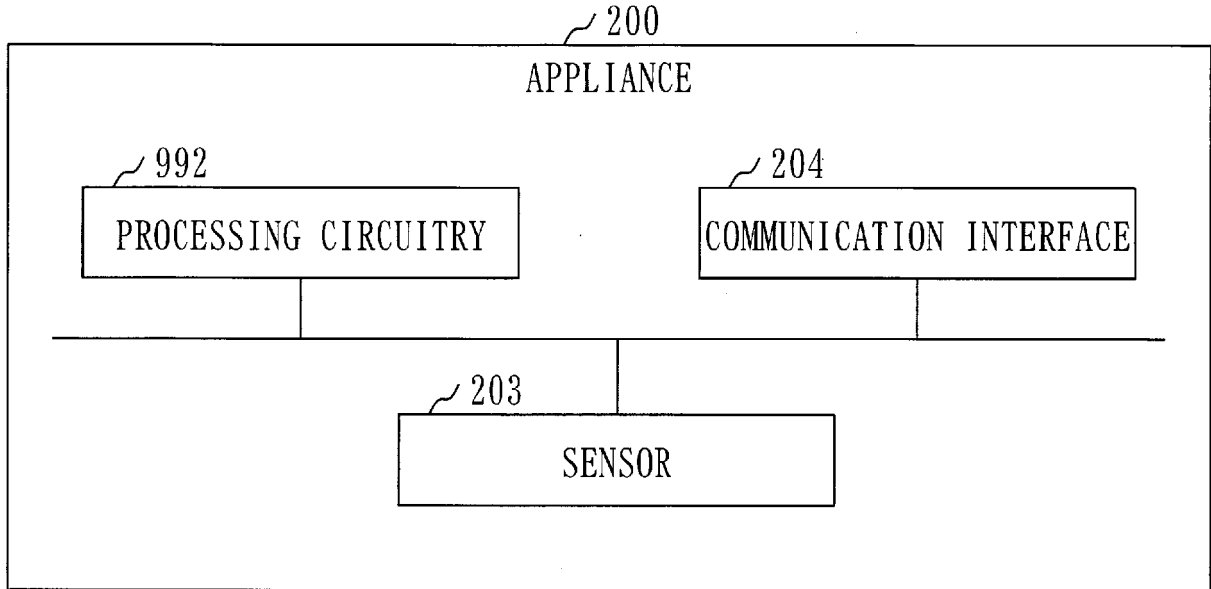 200
APPLIANCE
992
PROCESSING CIRCUITRY
204
COMMUNICATION INTERFACE
203
SENSOR